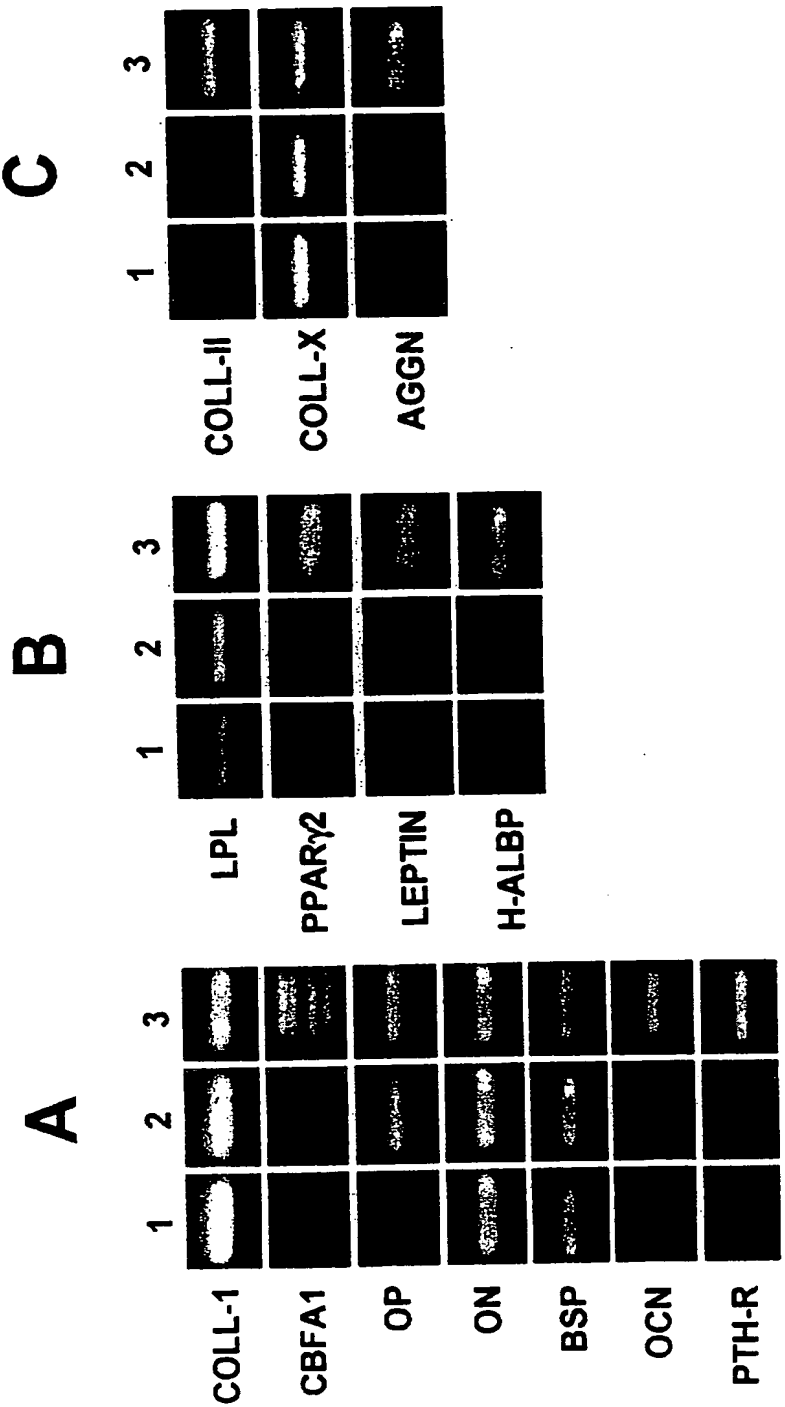 A
1 2 3
COLL-1
CBFA1
OP
ON
BSP
OCN
PTH-R
B
1 2 3
LPL
PPARγ2
LEPTIN
H-ALBP
C
1 2 3
COLL-II
COLL-X
AGGN